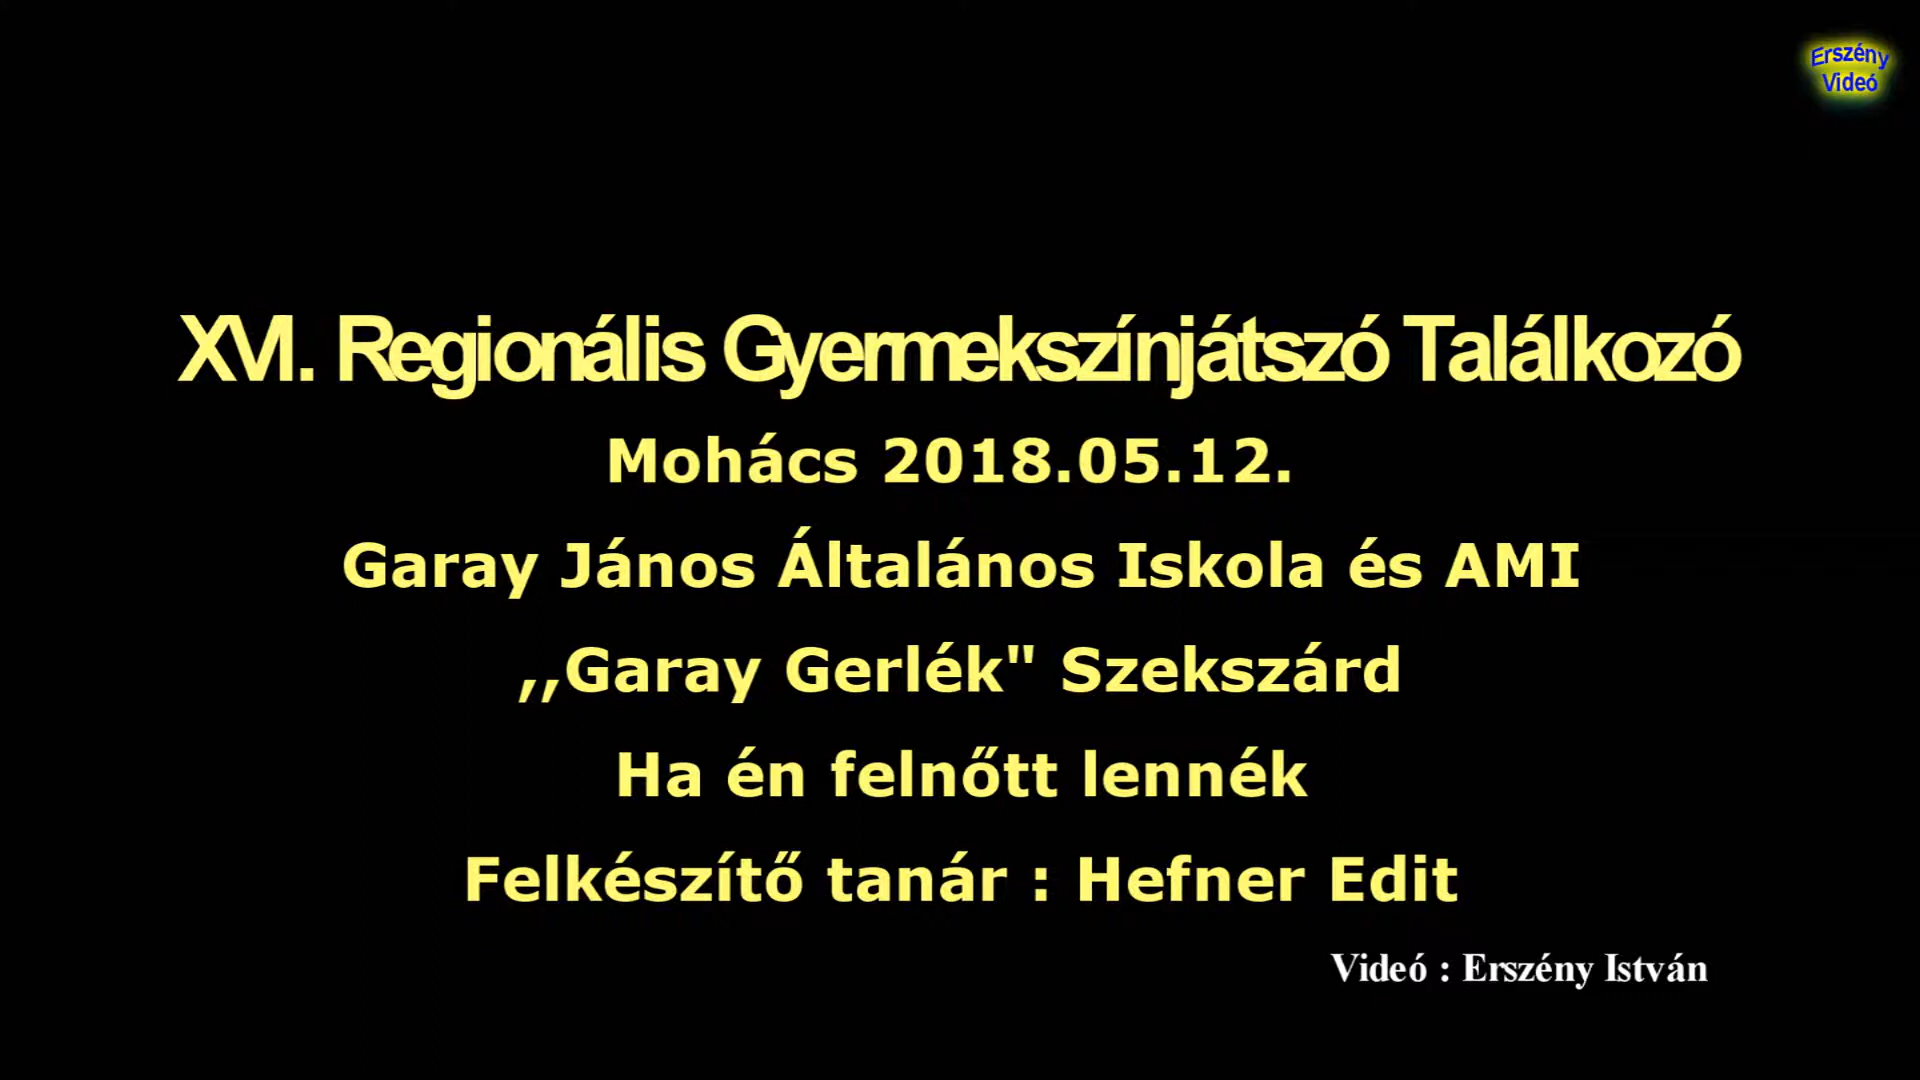 Erszény
Videó
XVI. Regionális Gyermekszínjátszó Találkozó
Mohács 2018.05.12.
Garay János Általános Iskola és AMI
,,Garay Gerlék" Szekszárd
Ha én felnőtt lennék
Felkészítő tanár : Hefner Edit
Videó : Erszény István